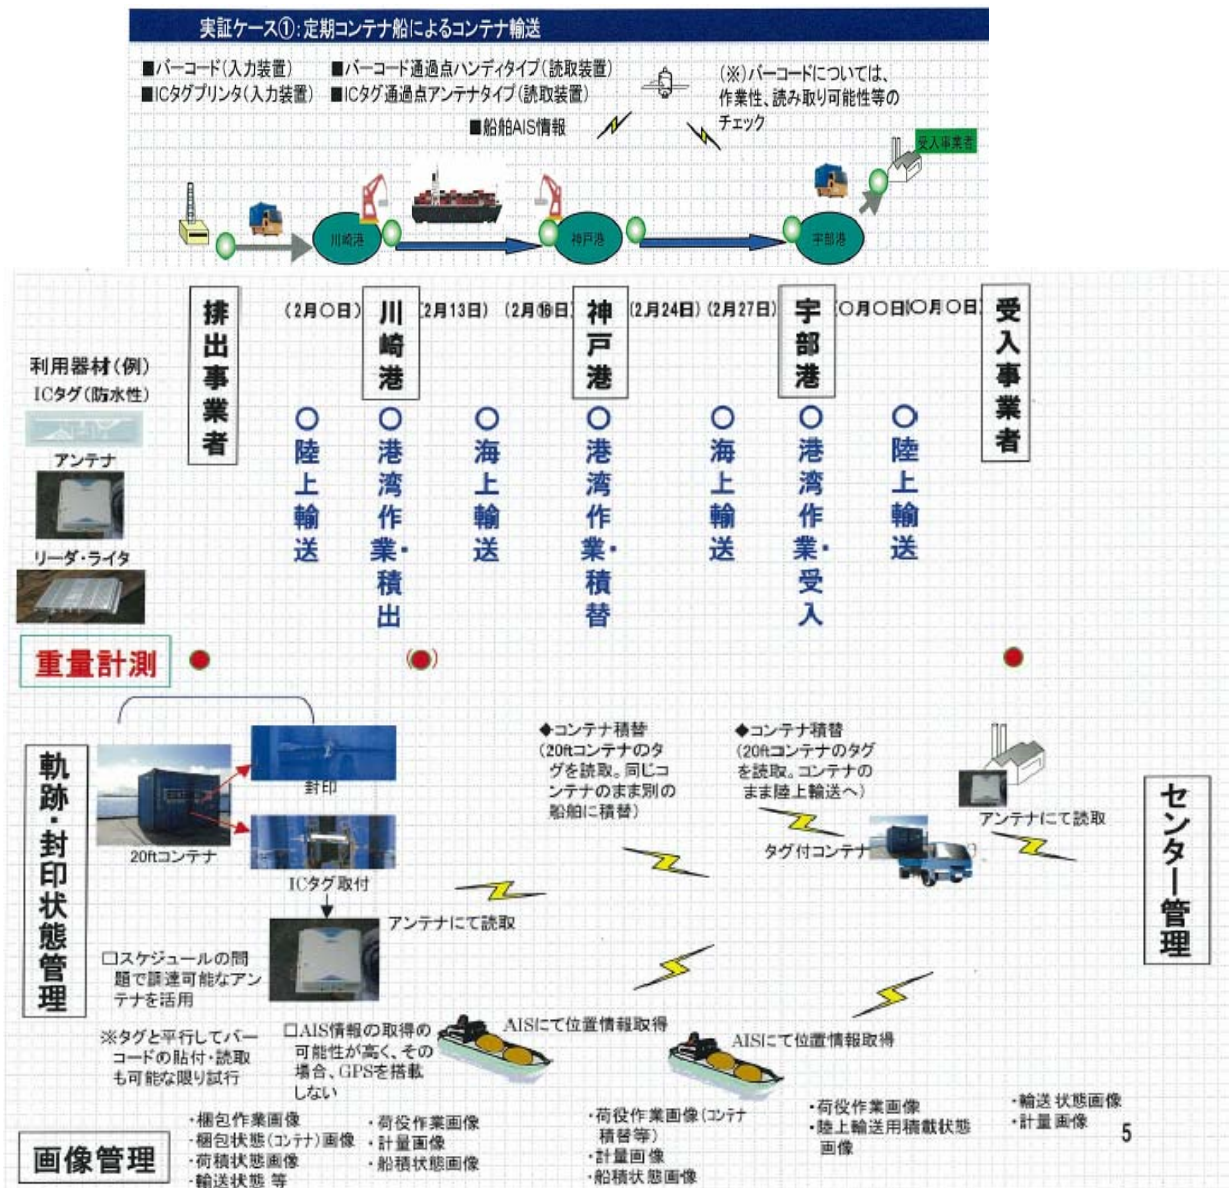 実証ケース①:定期コンテナ船によるコンテナ輸送
■バーコード(入力装置)
■バーコード通過点ハンディタイプ(読取装置)
■ICタグプリンタ(入力装置)
■ICタグ通過点アンテナタイプ(読取装置)
■船舶AIS情報
(※)バーコードについては、
作業性、読み取り可能性等の
チェック
受入事業者
川崎港
神戸港
宇部港
排出事業者
(2月〇日)
川崎港
(2月13日)
(2月16日)
神戸港
(2月24日)
(2月27日)
宇部港
(〇月〇日)
(〇月〇日)
受入事業者
利用器材(例)
ICタグ(防水性)
アンテナ
リーダ・ライタ
〇陸上輸送
〇港湾作業・積出
〇海上輸送
〇港湾作業・積替
〇海上輸送
〇港湾作業・受入
〇陸上輸送
重量計測
軌跡・封印状態管理
20ftコンテナ
封印
ICタグ取付
アンテナにて読取
□スケジュールの問
題で調達可能なアン
テナを活用
※タグと平行してバー
コードの貼付・読取
も可能な限り試行
□AIS情報の取得の
可能性が高く、その
場合、GPSを搭載
しない
◆コンテナ積替
(20ftコンテナのタ
グを読取。同じコ
ンテナのまま別の
船舶に積替)
◆コンテナ積替
(20ftコンテナのタグ
を読取。コンテナの
まま陸上輸送へ)
タグ付コンテナ
アンテナにて読取
AISにて位置情報取得
AISにて位置情報取得
センター管理
画像管理
・梱包作業画像
・梱包状態(コンテナ)画像
・荷積状態画像
・輸送状態 等
・荷役作業画像
・計量画像
・船積状態画像
・荷役作業画像(コンテナ
積替等)
・計量画像
・船積状態画像
・荷役作業画像
・陸上輸送用積載状態
画像
・輸送状態画像
・計量画像
5